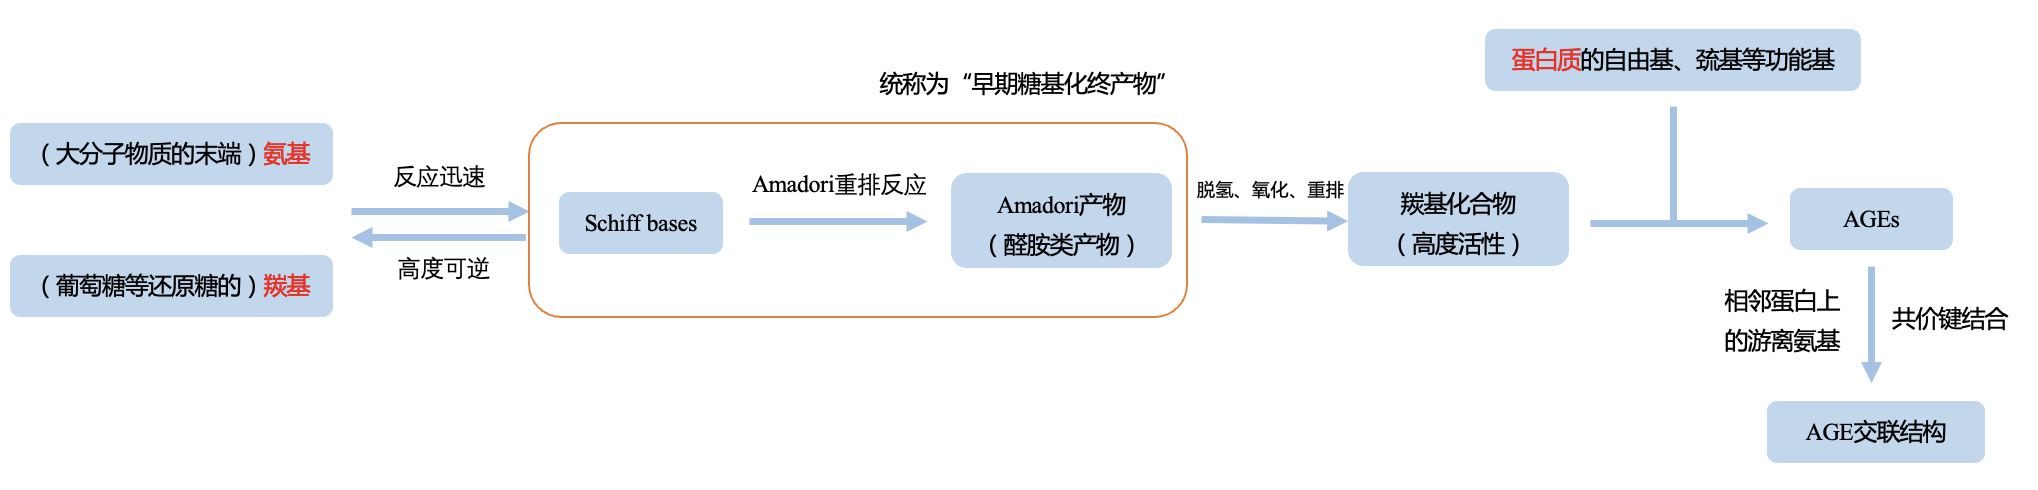 统称为“早期糖基化终产物”
蛋白质的自由基、巯基等功能基
（大分子物质的末端）氨基
反应迅速
高度可逆
（葡萄糖等还原糖的）羰基
Schiff bases
Amadori重排反应
Amadori产物
（醛胺类产物）
脱氢、氧化、重排
羰基化合物
（高度活性）
AGEs
相邻蛋白上
的游离氨基
共价键结合
AGE交联结构